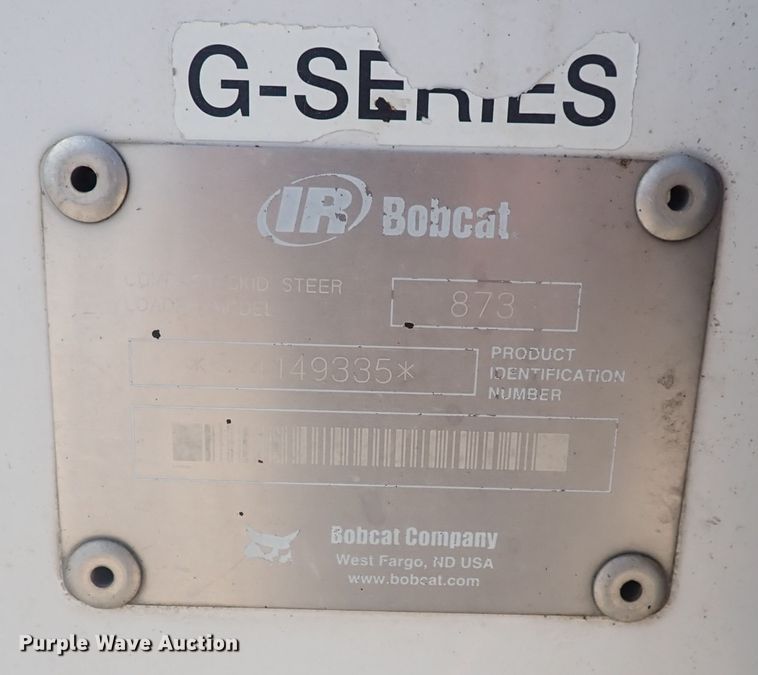 G-SERIES
IR Bobcat
COMPACT SKID STEER
LOADER MODEL
873
149335*
PRODUCT
IDENTIFICATION
NUMBER
Bobcat Company
West Fargo, ND USA
www.bobcat.com
Purple Wave Auction